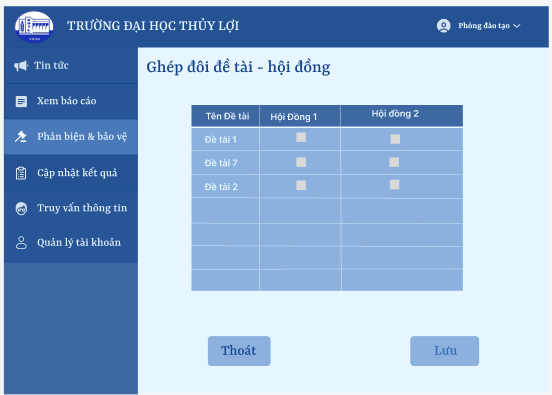 TRƯỜNG ĐẠI HỌC THỦY LỢI
Phòng đào tạo
Tin tức
Xem báo cáo
Phản biện & bảo vệ
Cập nhật kết quả
Truy vấn thông tin
Quản lý tài khoản
Ghép đôi đề tài - hội đồng
Tên Đề tài Hội Đồng 1 Hội đồng 2
Đề tài 1
Đề tài 7
Đề tài 2
Thoát Lưu